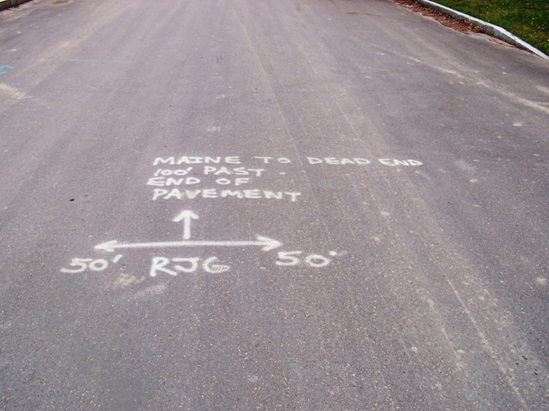 MAINE TO DEAD END
100' PAST
END OF
PAVEMENT
50' RJG 50'